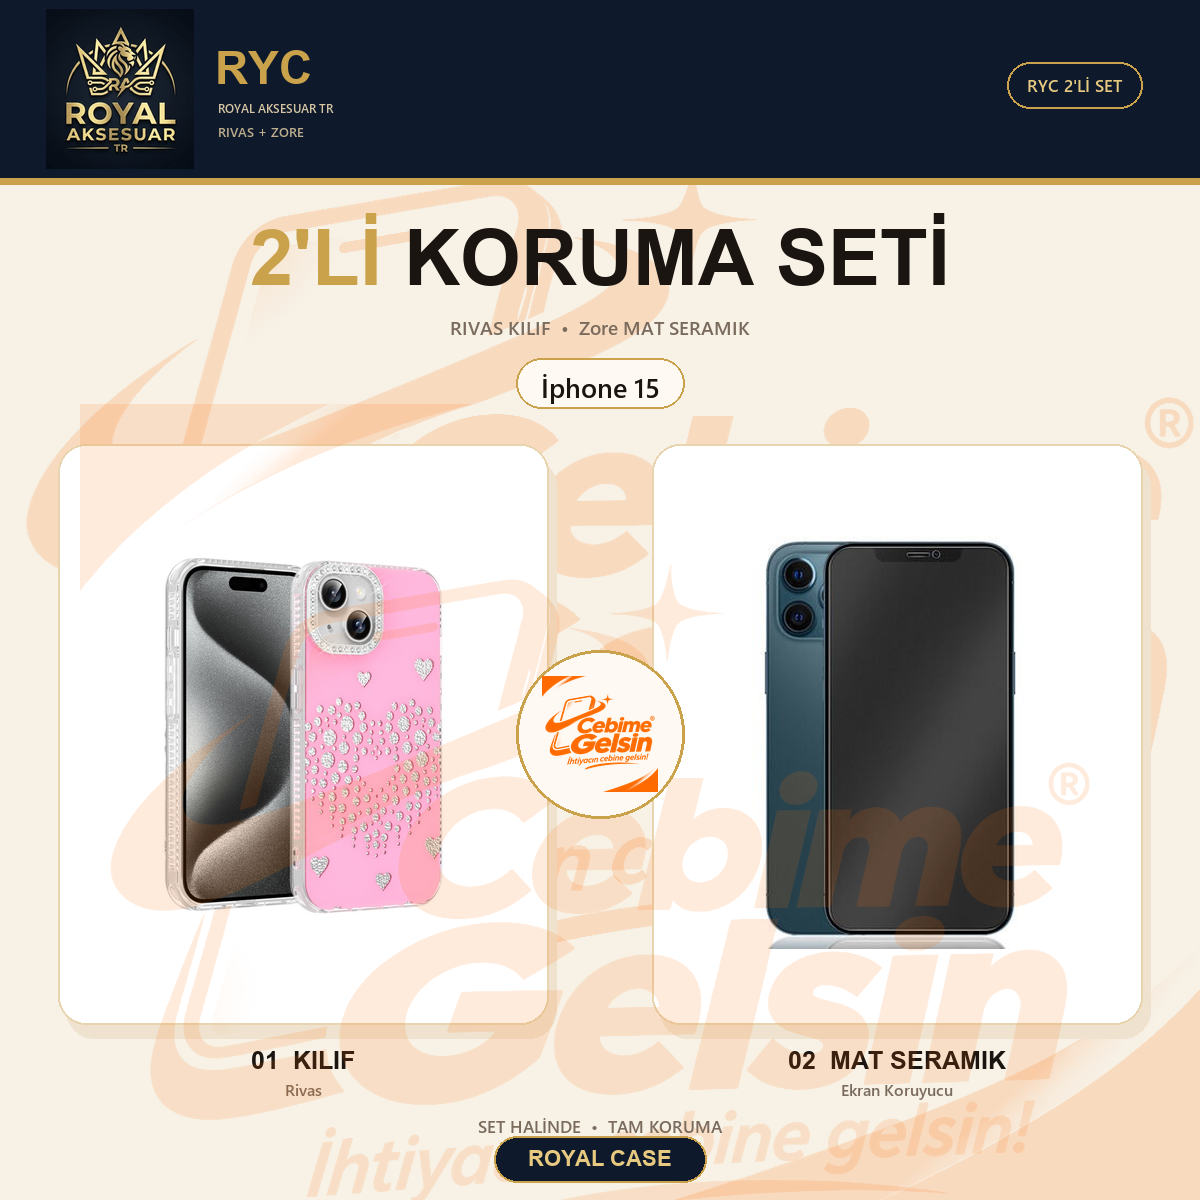 ROYAL
AKSESUAR
TR
RYC
ROYAL AKSESUAR TR
RIVAS + ZORE
RYC 2'Lİ SET
2'Lİ KORUMA SETİ
RIVAS KILIF • Zore MAT SERAMIK
İphone 15
Cebime®
Gelsin
İhtiyacın cebine gelsin!
Cebime®
Gelsin
01 KILIF
Rivas
02 MAT SERAMIK
Ekran Koruyucu
SET HALİNDE • TAM KORUMA
ROYAL CASE